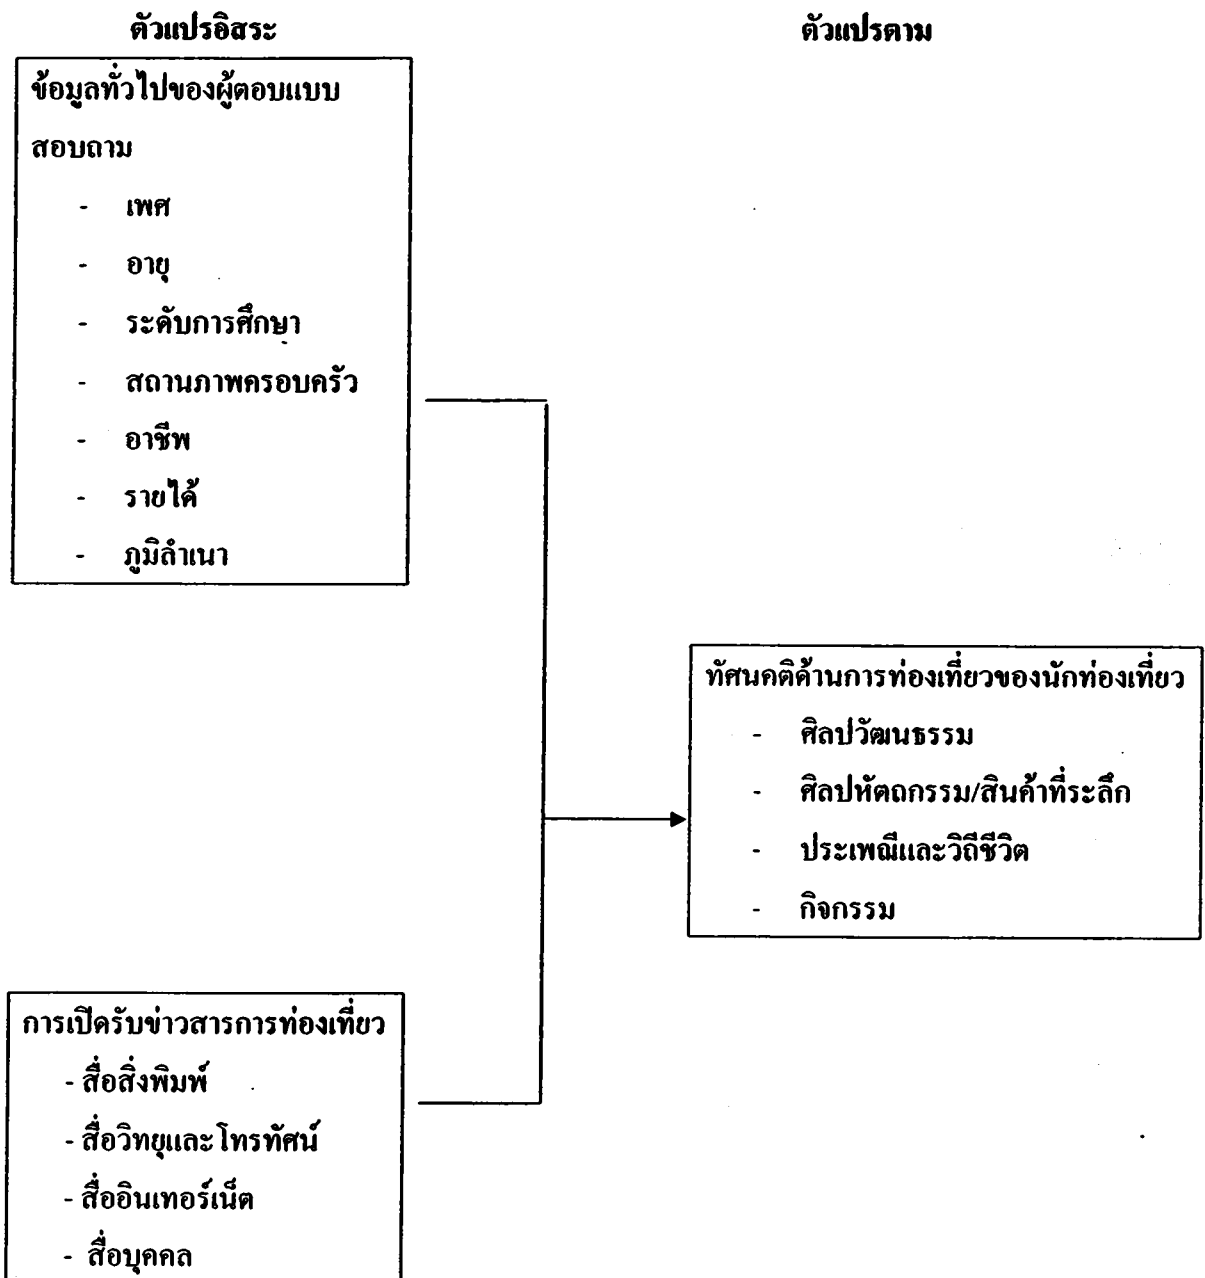 ตัวแปรอิสระ
ตัวแปรตาม
ข้อมูลทั่วไปของผู้ตอบแบบ
สอบถาม
- เพศ
- อายุ
- ระดับการศึกษา
- สถานภาพครอบครัว
- อาชีพ
- รายได้
- ภูมิลำเนา
ทัศนคติด้านการท่องเที่ยวของนักท่องเที่ยว
- ศิลปวัฒนธรรม
- ศิลปหัตถกรรม/สินค้าที่ระลึก
- ประเพณีและวิถีชีวิต
- กิจกรรม
การเปิดรับข่าวสารการท่องเที่ยว
- สื่อสิ่งพิมพ์
- สื่อวิทยุและโทรทัศน์
- สื่ออินเทอร์เน็ต
- สื่อบุคคล